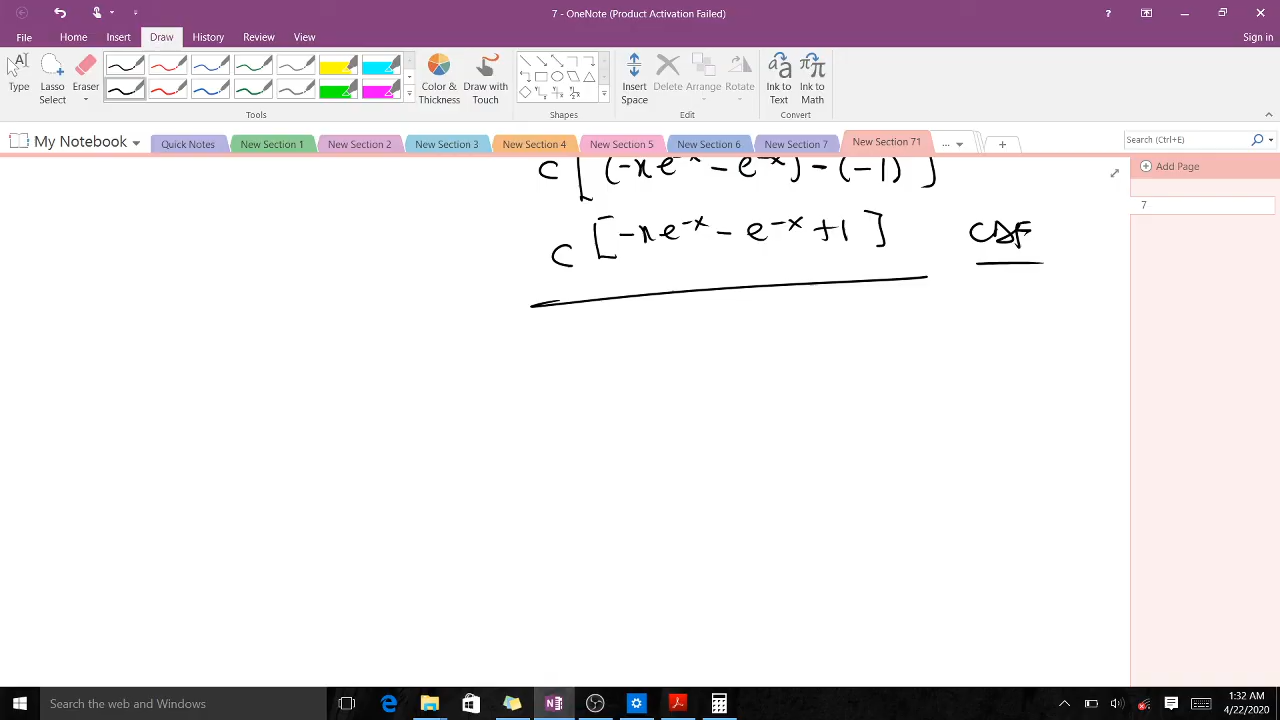 7 - OneNote (Product Activation Failed)
File Home Insert Draw History Review View Sign in
Type Lasso Select Eraser Color & Thickness Draw with Touch Insert Space Delete Arrange Rotate Ink to Text Ink to Math
Tools Shapes Edit Convert
My Notebook Quick Notes New Section 1 New Section 2 New Section 3 New Section 4 New Section 5 New Section 6 New Section 7 New Section 71 ... Search (Ctrl+E)
Add Page
7
c [(-xe^-x - e^-x) - (-1)]
c [-xe^-x - e^-x + 1] CDF
Search the web and Windows
1:32 AM
4/22/2020